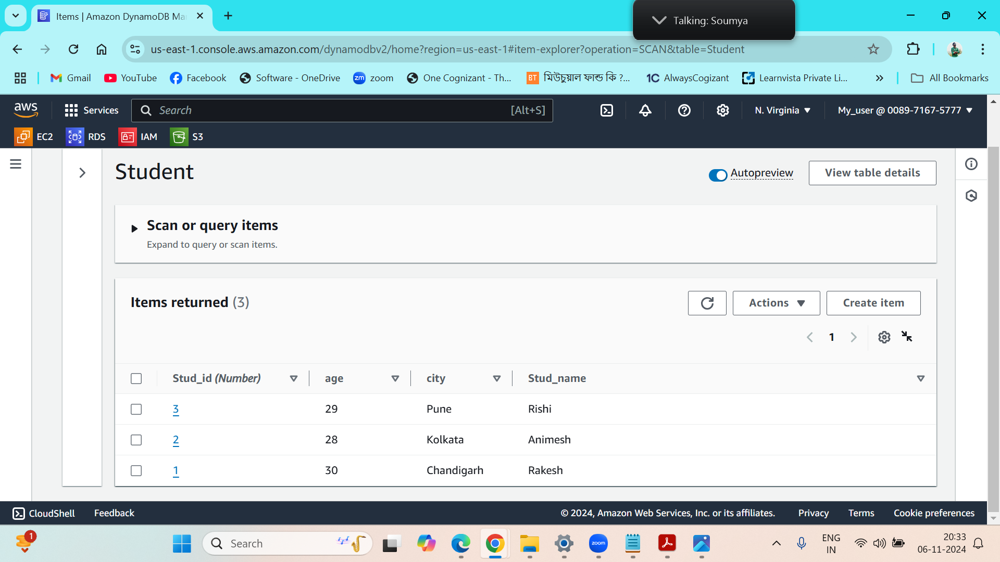 Items | Amazon DynamoDB Ma
Talking: Soumya
us-east-1.console.aws.amazon.com/dynamodbv2/home?region=us-east-1#item-explorer?operation=SCAN&table=Student
Gmail YouTube Facebook Software - OneDrive zm zoom One Cognizant - Th... BT মিউচুয়াল ফান্ড কি ?... 1C AlwaysCogizant Learnvista Private Li... » All Bookmarks
aws Services Search [Alt+S] N. Virginia My_user @ 0089-7167-5777
EC2 RDS IAM S3
Student
Autopreview View table details
Scan or query items
Expand to query or scan items.
Items returned (3) Actions Create item
1
Stud_id (Number) age city Stud_name
3 29 Pune Rishi
2 28 Kolkata Animesh
1 30 Chandigarh Rakesh
CloudShell Feedback © 2024, Amazon Web Services, Inc. or its affiliates. Privacy Terms Cookie preferences
1 Search zoom ENG
IN
20:33
06-11-2024